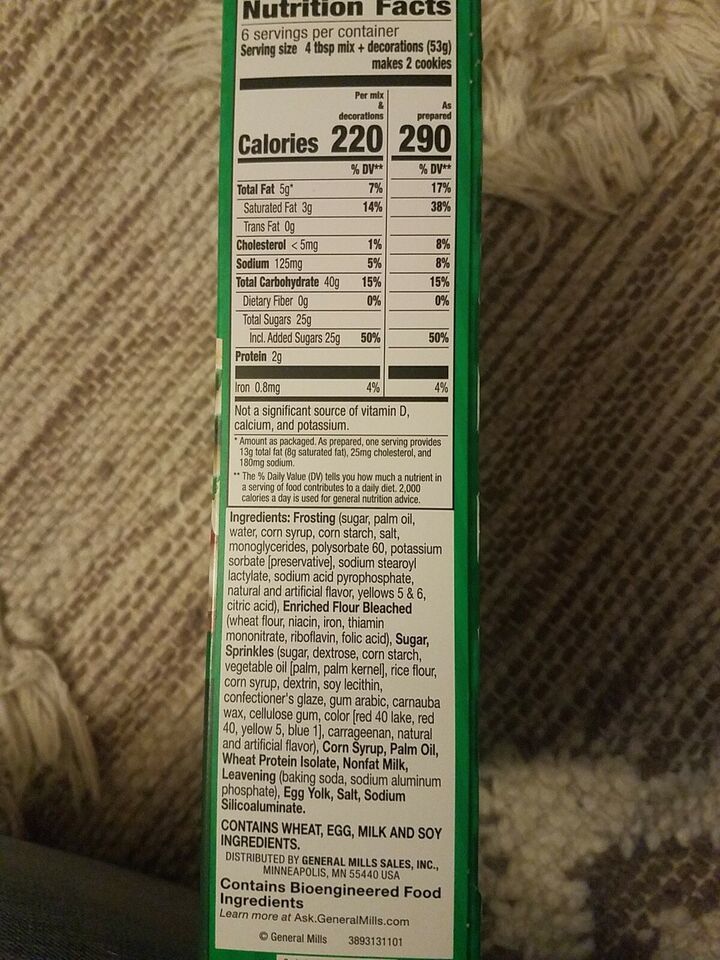 Nutrition Facts
6 servings per container
Serving size 4 tbsp mix + decorations (53g)
makes 2 cookies
Per mix & decorations As prepared
Calories 220 290
% DV** % DV**
Total Fat 5g* 7% 17%
Saturated Fat 3g 14% 38%
Trans Fat 0g
Cholesterol < 5mg 1% 8%
Sodium 125mg 5% 8%
Total Carbohydrate 40g 15% 15%
Dietary Fiber 0g 0% 0%
Total Sugars 25g
Incl. Added Sugars 25g 50% 50%
Protein 2g
Iron 0.8mg 4% 4%
Not a significant source of vitamin D,
calcium, and potassium.
* Amount as packaged. As prepared, one serving provides
13g total fat (8g saturated fat), 25mg cholesterol, and
180mg sodium.
** The % Daily Value (DV) tells you how much a nutrient in
a serving of food contributes to a daily diet. 2,000
calories a day is used for general nutrition advice.
Ingredients: Frosting (sugar, palm oil,
water, corn syrup, corn starch, salt,
monoglycerides, polysorbate 60, potassium
sorbate [preservative], sodium stearoyl
lactylate, sodium acid pyrophosphate,
natural and artificial flavor, yellows 5 & 6,
citric acid), Enriched Flour Bleached
(wheat flour, niacin, iron, thiamin
mononitrate, riboflavin, folic acid), Sugar,
Sprinkles (sugar, dextrose, corn starch,
vegetable oil [palm, palm kernel], rice flour,
corn syrup, dextrin, soy lecithin,
confectioner's glaze, gum arabic, carnauba
wax, cellulose gum, color [red 40 lake, red
40, yellow 5, blue 1], carrageenan, natural
and artificial flavor), Corn Syrup, Palm Oil,
Wheat Protein Isolate, Nonfat Milk,
Leavening (baking soda, sodium aluminum
phosphate), Egg Yolk, Salt, Sodium
Silicoaluminate.
CONTAINS WHEAT, EGG, MILK AND SOY
INGREDIENTS.
DISTRIBUTED BY GENERAL MILLS SALES, INC.,
MINNEAPOLIS, MN 55440 USA
Contains Bioengineered Food
Ingredients
Learn more at Ask.GeneralMills.com
© General Mills 3893131101